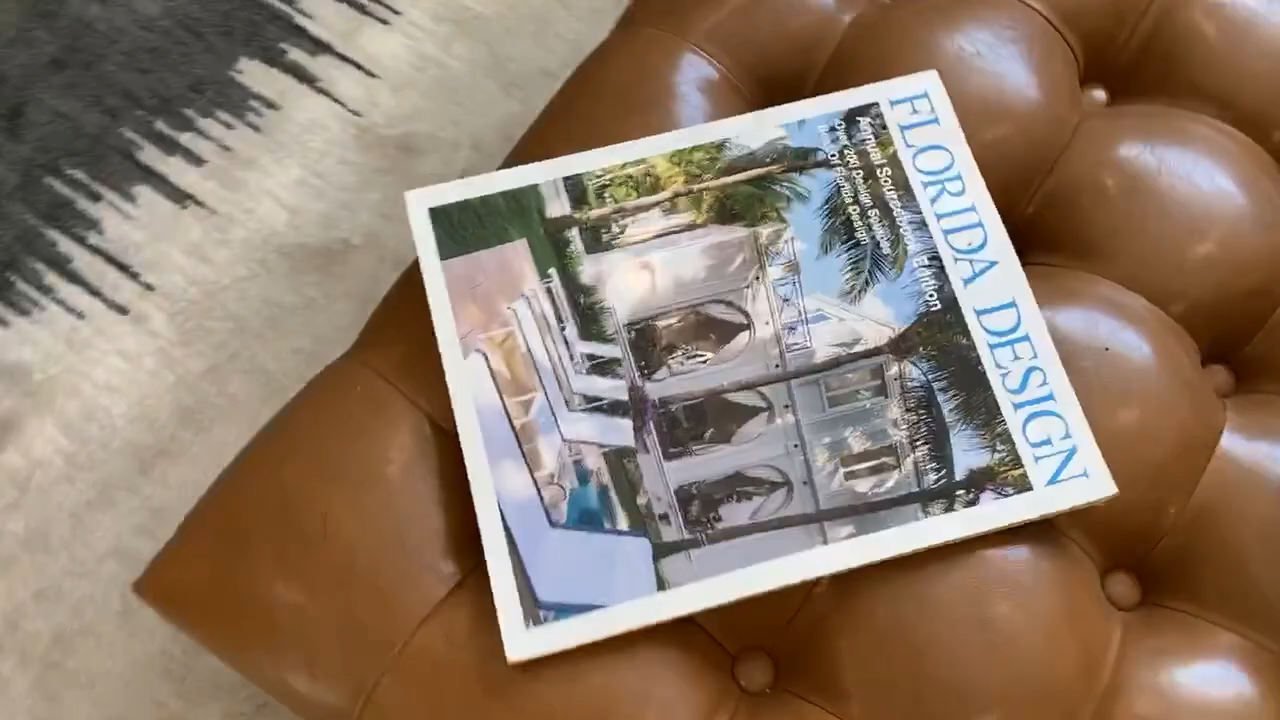 FLORIDA DESIGN
Annual Sourcebook Edition
Over 200 Design Sources
Of Florida Design